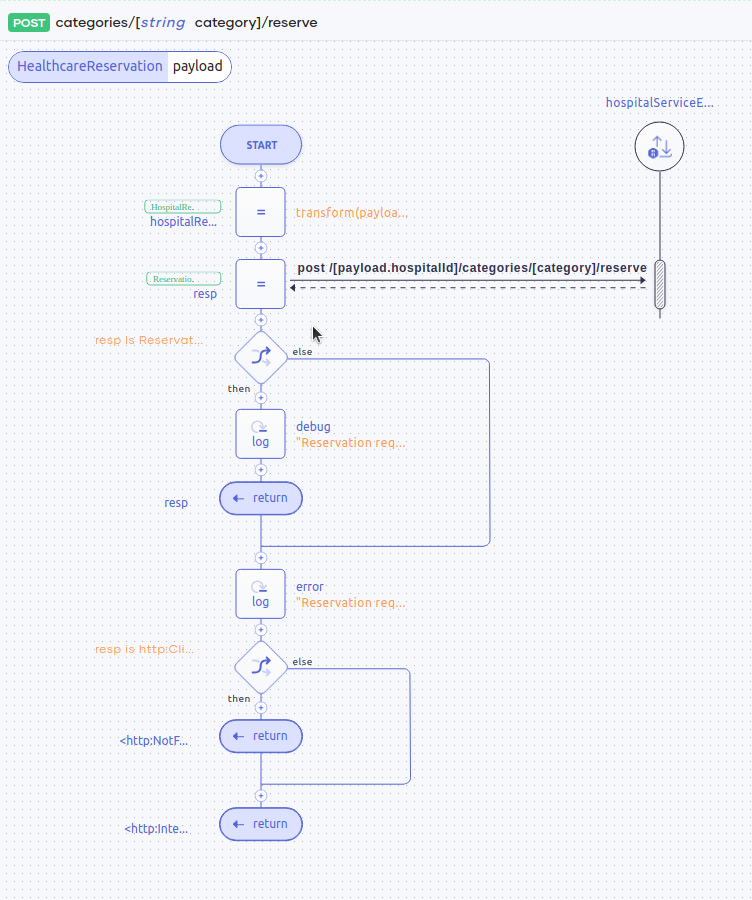 POST categories/[string category]/reserve
HealthcareReservation payload
hospitalServiceE...
START
HospitalRe.
hospitalRe...
=
transform(payloa...
post /[payload.hospitalId]/categories/[category]/reserve
Reservatio.
resp
=
resp is Reservat...
else
then
log
debug
"Reservation req...
resp
return
log
error
"Reservation req...
resp is http:Cli...
else
then
<http:NotF...
return
<http:Inte...
return